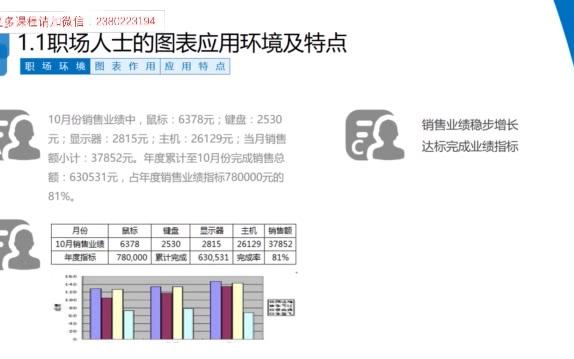 更多课程请加微信：2380223194
1.1职场人士的图表应用环境及特点
职场环境 图表作用 应用特点
10月份销售业绩中，鼠标：6378元；键盘：2530
元；显示器：2815元；主机：26129元；当月销售
额小计：37852元。年度累计至10月份完成销售总
额：630531元，占年度销售业绩指标780000元的
81%。
C
销售业绩稳步增长
达标完成业绩指标
月份 鼠标 键盘 显示器 主机 销售额
10月销售业绩 6378 2530 2815 26129 37852
年度指标 780,000 累计完成 630,531 完成率 81%
160
140
120
100
80
60
40